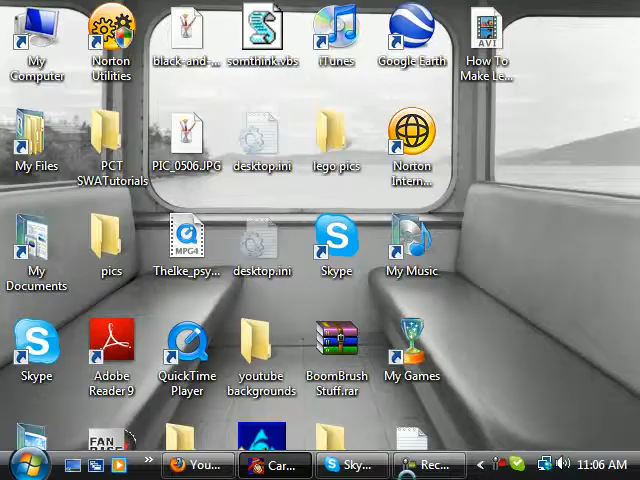 My
Computer
Norton
Utilities
black-and-...
somthink.vbs
iTunes
Google Earth
How To
Make Le...
AVI
My Files
PCT
SWATutorials
PIC_0506.JPG
desktop.ini
lego pics
Norton
Intern...
MPG4
My
Documents
pics
Thelke_psy...
desktop.ini
Skype
My Music
Skype
Adobe
Reader 9
QuickTime
Player
youtube
backgrounds
BoomBrush
Stuff.rar
My Games
FAN
You...
Car...
Sky...
Rec...
11:06 AM